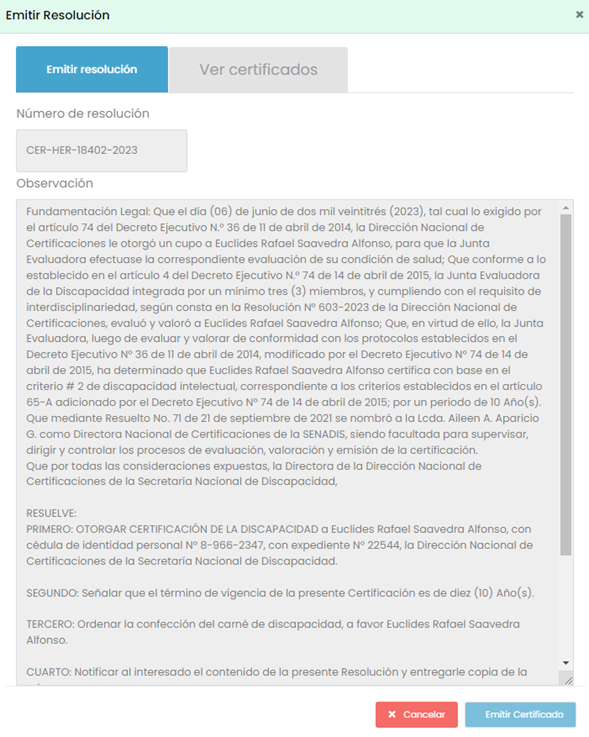 Emitir Resolución
×
Emitir resolución
Ver certificados
Número de resolución
CER-HER-18402-2023
Observación
Fundamentación Legal: Que el día (06) de junio de dos mil veintitrés (2023), tal cual lo exigido por
el artículo 74 del Decreto Ejecutivo N.º 36 de 11 de abril de 2014, la Dirección Nacional de
Certificaciones le otorgó un cupo a Euclides Rafael Saavedra Alfonso, para que la Junta
Evaluadora efectuase la correspondiente evaluación de su condición de salud; Que conforme a lo
establecido en el artículo 4 del Decreto Ejecutivo N.º 74 de 14 de abril de 2015, la Junta Evaluadora
de la Discapacidad integrada por un mínimo tres (3) miembros, y cumpliendo con el requisito de
interdisciplinariedad, según consta en la Resolución Nº 603-2023 de la Dirección Nacional de
Certificaciones, evaluó y valoró a Euclides Rafael Saavedra Alfonso; Que, en virtud de ello, la Junta
Evaluadora, luego de evaluar y valorar de conformidad con los protocolos establecidos en el
Decreto Ejecutivo Nº 36 de 11 de abril de 2014, modificado por el Decreto Ejecutivo Nº 74 de 14 de
abril de 2015, ha determinado que Euclides Rafael Saavedra Alfonso certifica con base en el
criterio # 2 de discapacidad intelectual, correspondiente a los criterios establecidos en el artículo
65-A adicionado por el Decreto Ejecutivo Nº 74 de 14 de abril de 2015; por un periodo de 10 Año(s).
Que mediante Resuelto No. 71 de 21 de septiembre de 2021 se nombró a la Lcda. Aileen A. Aparicio
G. como Directora Nacional de Certificaciones de la SENADIS, siendo facultada para supervisar,
dirigir y controlar los procesos de evaluación, valoración y emisión de la certificación.
Que por todas las consideraciones expuestas, la Directora de la Dirección Nacional de
Certificaciones de la Secretaría Nacional de Discapacidad,
RESUELVE:
PRIMERO: OTORGAR CERTIFICACIÓN DE LA DISCAPACIDAD a Euclides Rafael Saavedra Alfonso, con
cédula de identidad personal Nº 8-966-2347, con expediente Nº 22544, la Dirección Nacional de
Certificaciones de la Secretaría Nacional de Discapacidad.
SEGUNDO: Señalar que el término de vigencia de la presente Certificación es de diez (10) Año(s).
TERCERO: Ordenar la confección del carné de discapacidad, a favor Euclides Rafael Saavedra
Alfonso.
CUARTO: Notificar al interesado el contenido de la presente Resolución y entregarle copia de la
× Cancelar
Emitir Certificado